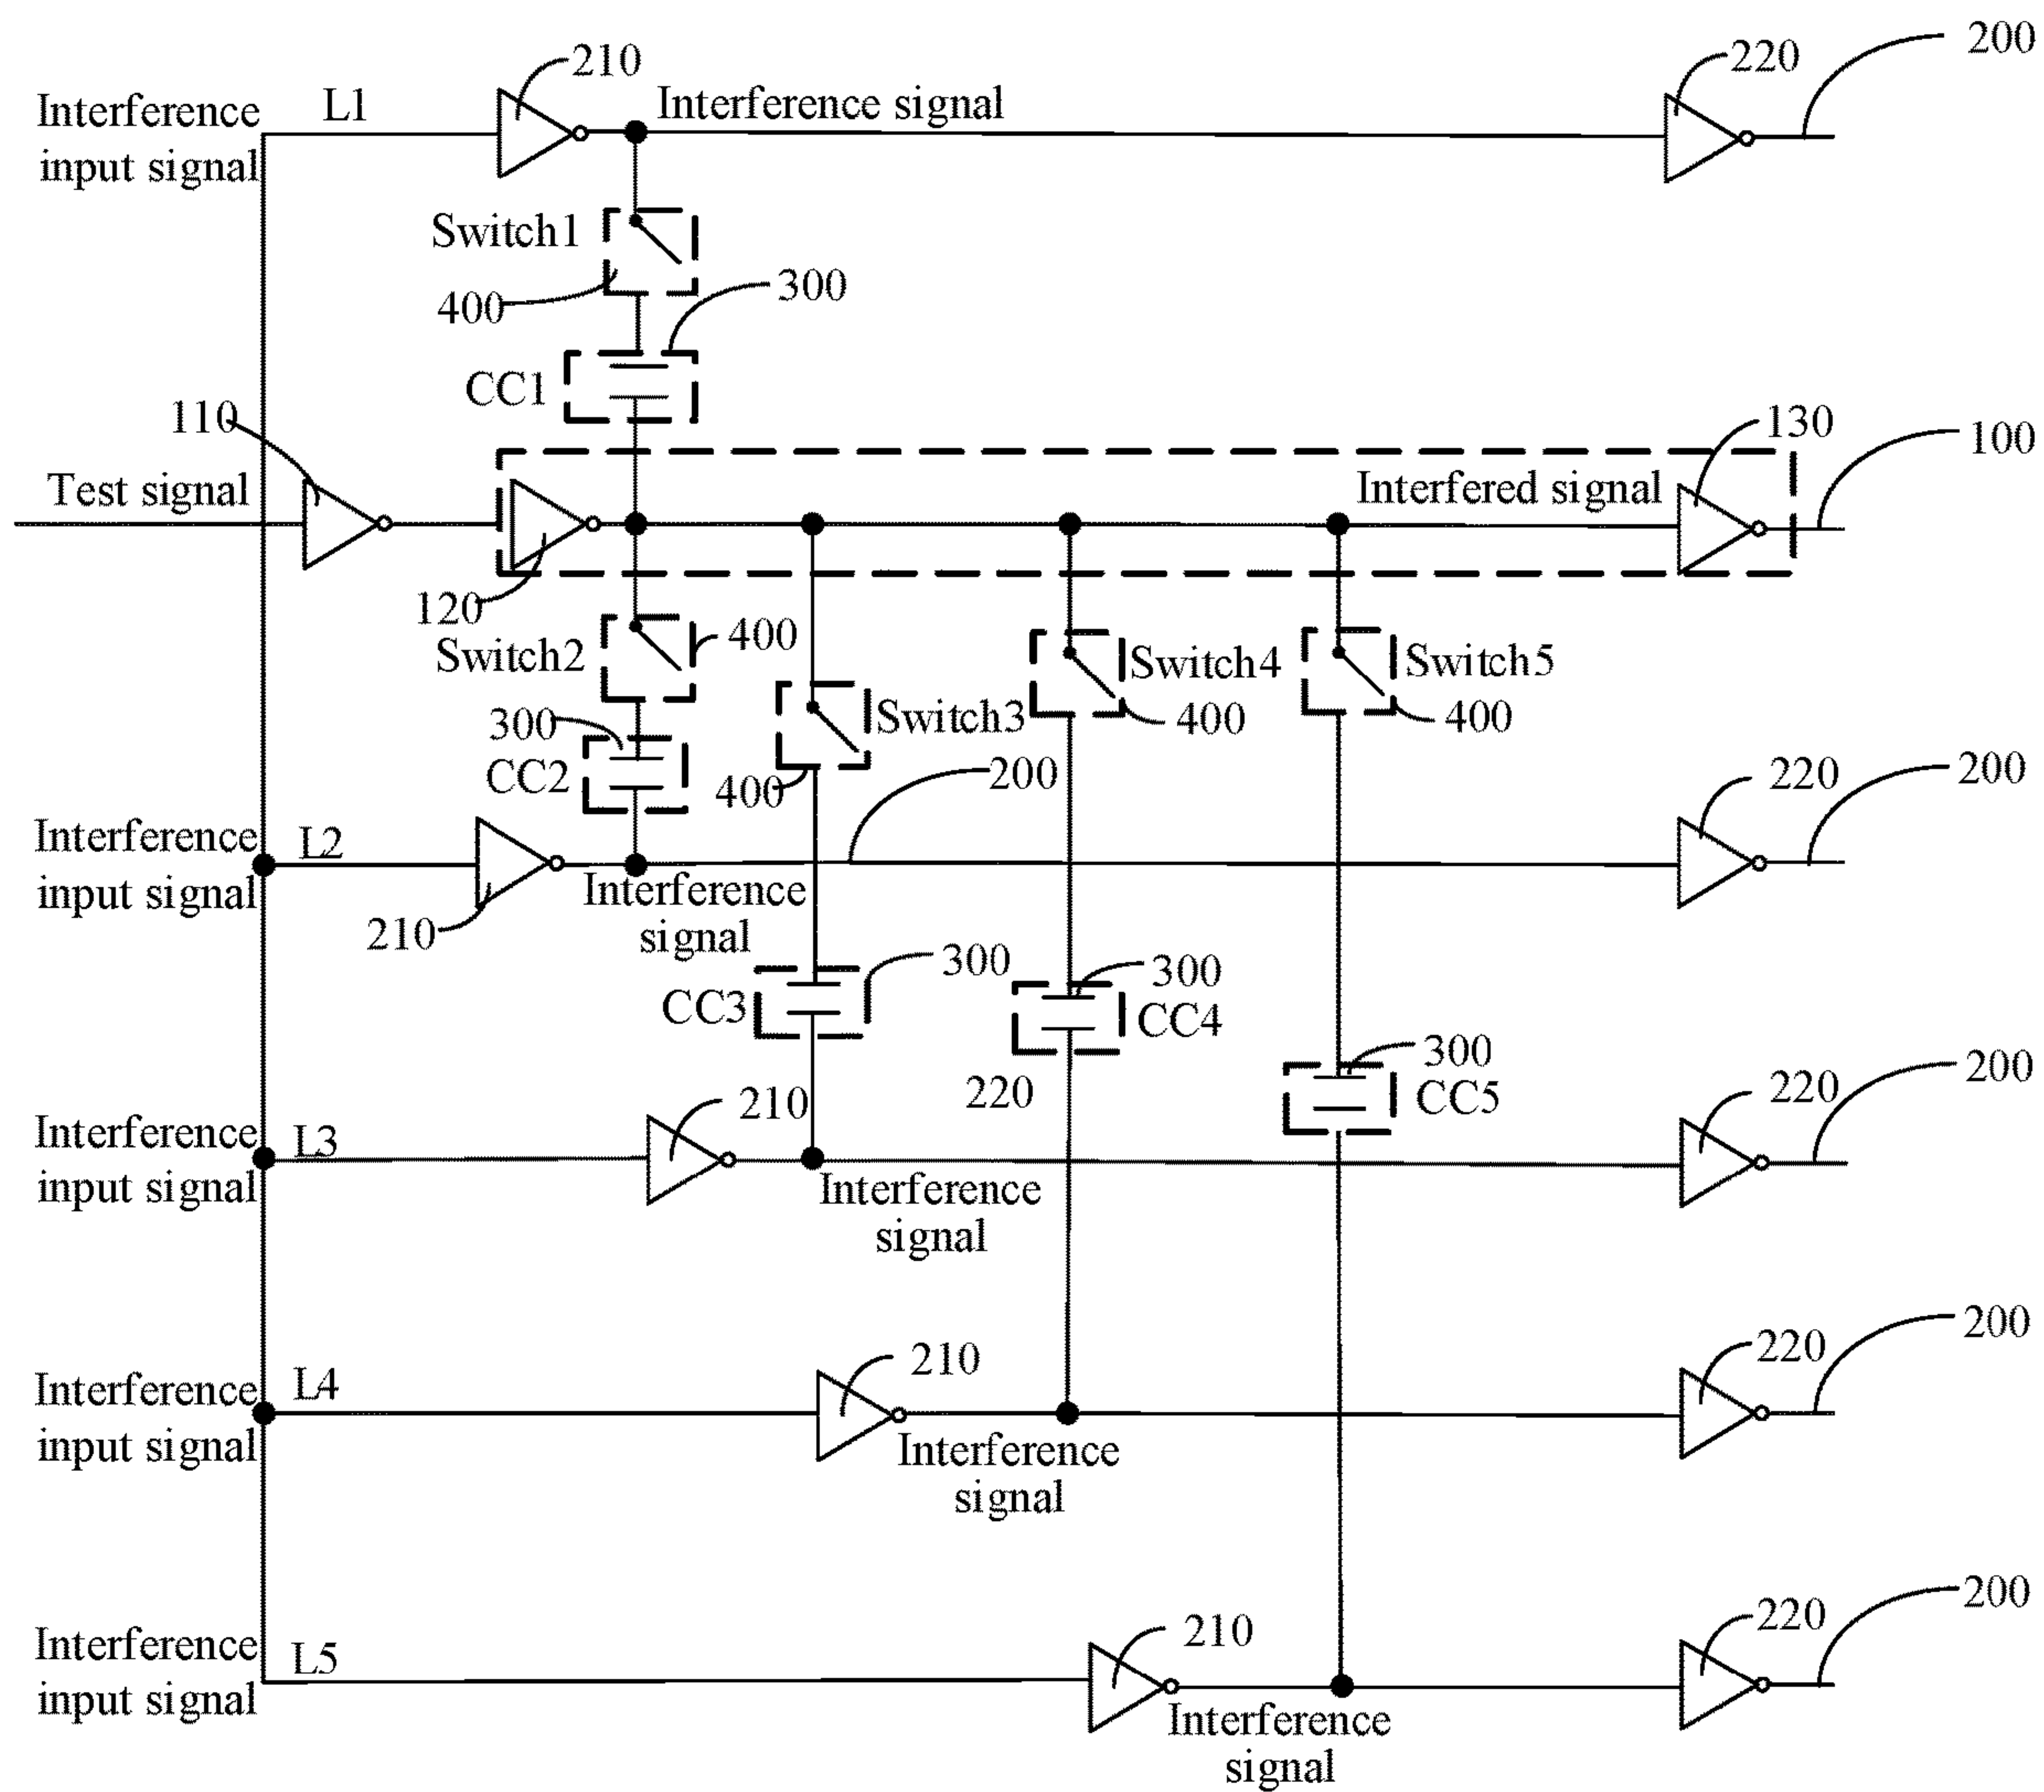 200
210
220
Interference
L1
Interference signal
input signal
Switch1
400
300
CC1
110
130
100
Test signal
Interfered signal
120
Switch2
400
Switch4
Switch5
300
Switch3
400
400
CC2
400
200
220
200
Interference
L2
input signal
Interference
signal
210
300
300
CC3
CC4
300
220
CC5
220
200
210
Interference
L3
input signal
Interference
signal
210
220
200
Interference
L4
input signal
Interference
signal
210
220
200
Interference
L5
input signal
Interference
signal